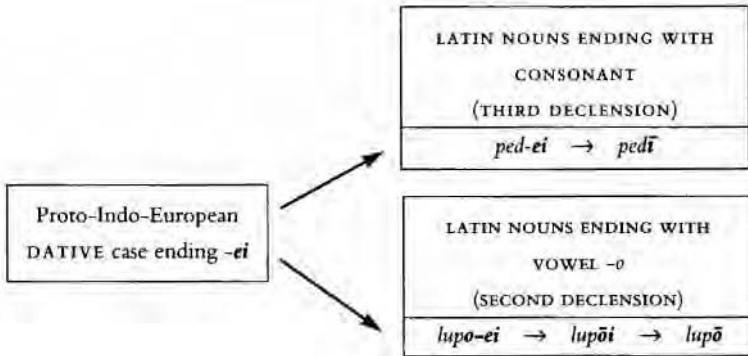 LATIN NOUNS ENDING WITH
CONSONANT
(THIRD DECLENSION)
ped-ei → pedī
Proto-Indo-European
DATIVE case ending -ei
LATIN NOUNS ENDING WITH
VOWEL -o
(SECOND DECLENSION)
lupo-ei → lupōi → lupō